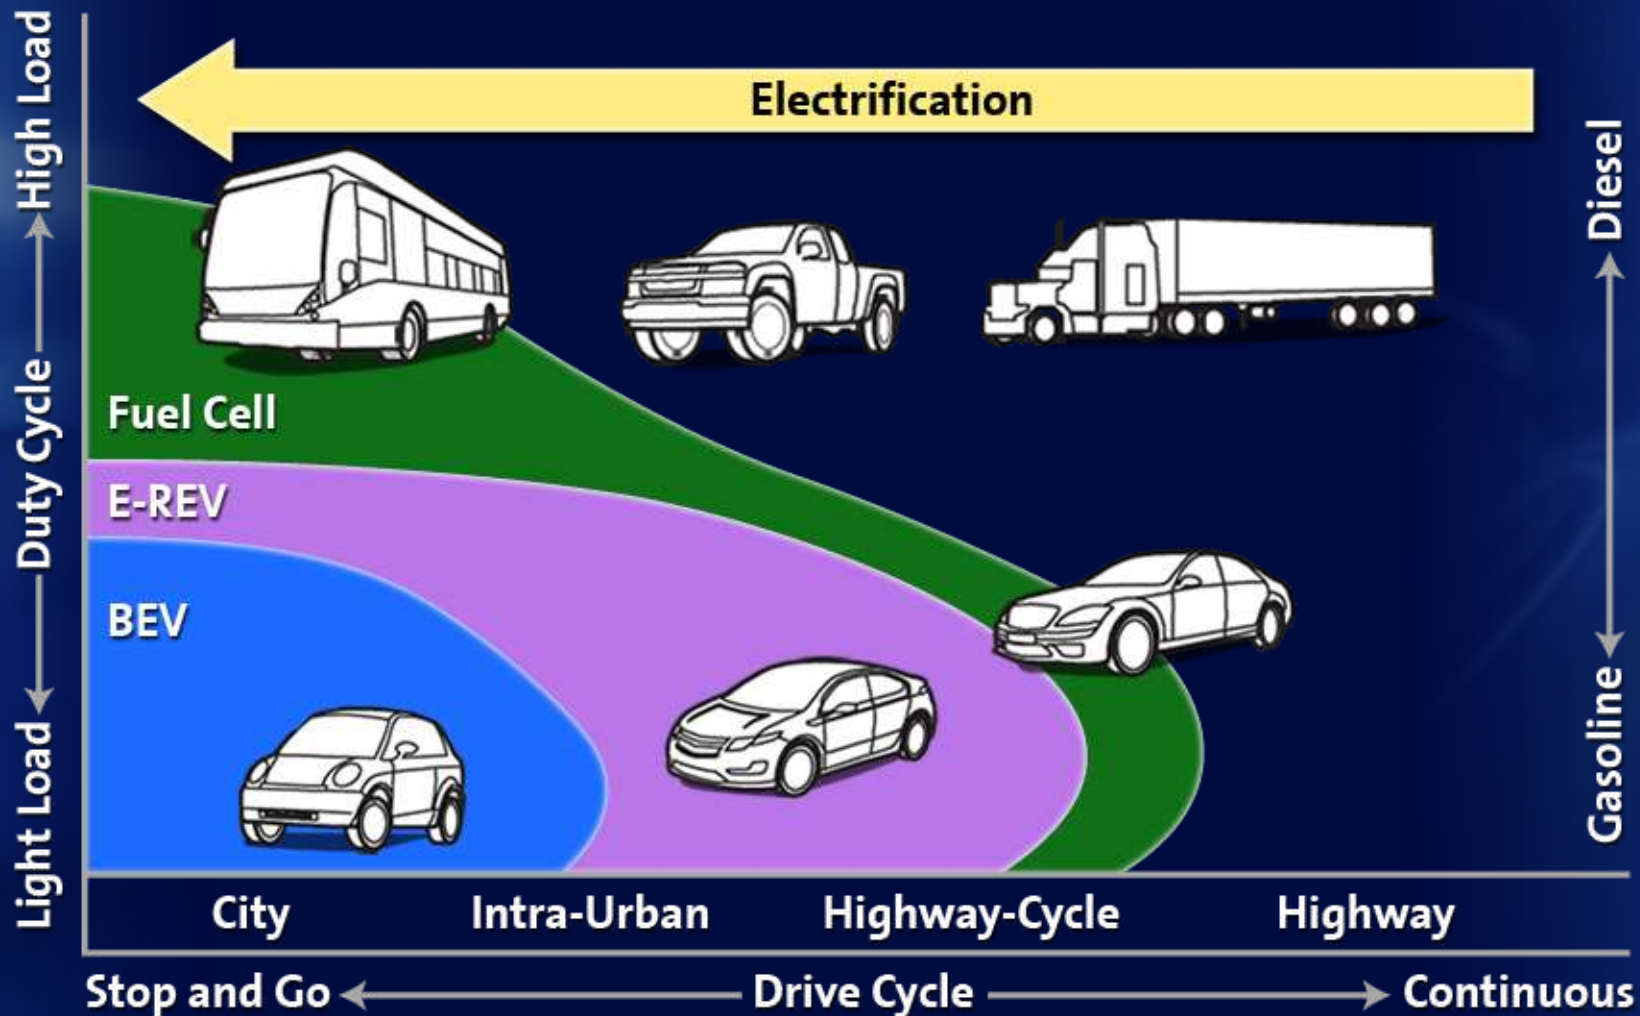 Electrification
High Load
Duty Cycle
Light Load
Diesel
Gasoline
Fuel Cell
E-REV
BEV
City
Intra-Urban
Highway-Cycle
Highway
Stop and Go
Drive Cycle
Continuous